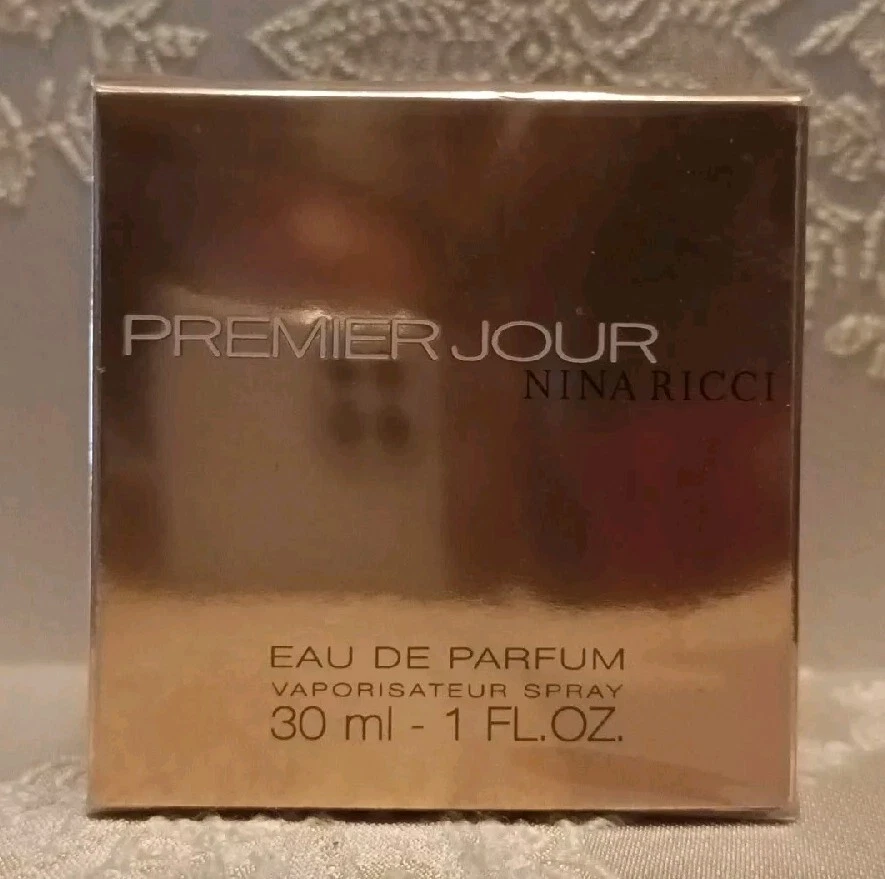 PREMIER JOUR
NINA RICCI
EAU DE PARFUM
VAPORISATEUR SPRAY
30 ml - 1 FL.OZ.